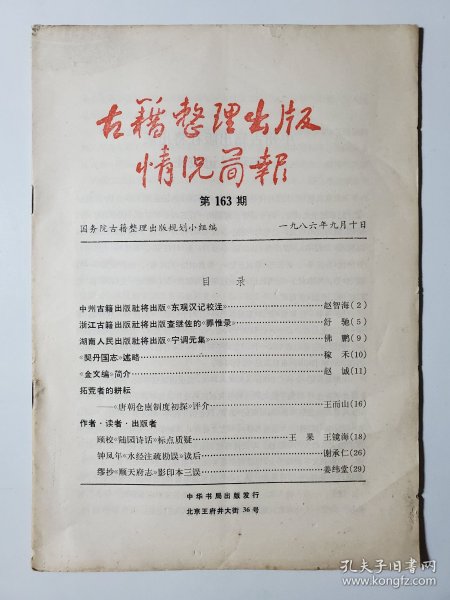 古籍整理出版
情况简报
第163期
国务院古籍整理出版规划小组编 一九八六年九月十日
目录
中州古籍出版社将出版《东观汉记校注》 赵智海(2)
浙江古籍出版社将出版查继佐的《罪惟录》 舒驰(5)
湖南人民出版社将出版《宁调元集》 佛鹏(9)
《契丹国志》述略 稼禾(10)
《金文编》简介 赵诚(11)
拓荒者的耕耘
——《唐朝仓廪制度初探》评介 王而山(16)
作者·读者·出版者
顾校《随园诗话》标点质疑 王果 王镜海(18)
钟凤年《水经注疏勘误》读后 谢承仁(26)
缪抄《顺天府志》影印本三误 姜纬堂(29)
中华书局出版发行
北京王府井大街36号
孔夫子旧书网
www.kongfz.com